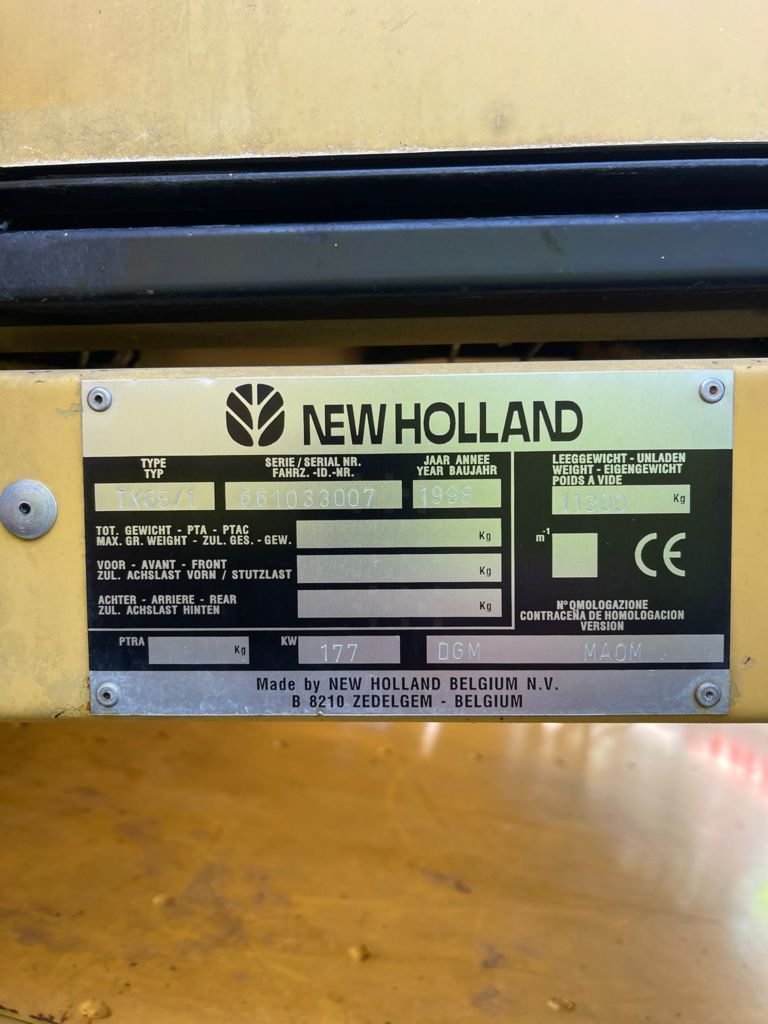 NEW HOLLAND
TYPE SERIE / SERIAL NR. JAAR ANNEE
TYP FAHRZ. -ID.-NR. YEAR BAUJAHR
TX65/1 661033007 1998
LEEGGEWICHT - UNLADEN
WEIGHT - EIGENGEWICHT
POIDS A VIDE
11300 Kg
TOT. GEWICHT - PTA - PTAC
MAX. GR. WEIGHT - ZUL. GES. - GEW. Kg
VOOR - AVANT - FRONT
ZUL. ACHSLAST VORN / STUTZLAST Kg
ACHTER - ARRIERE - REAR
ZUL. ACHSLAST HINTEN Kg
m-1 CE
N° OMOLOGAZIONE
CONTRACEÑA DE HOMOLOGACION
VERSION
PTRA Kg KW 177 DGM MAOM
Made by NEW HOLLAND BELGIUM N.V.
B 8210 ZEDELGEM - BELGIUM